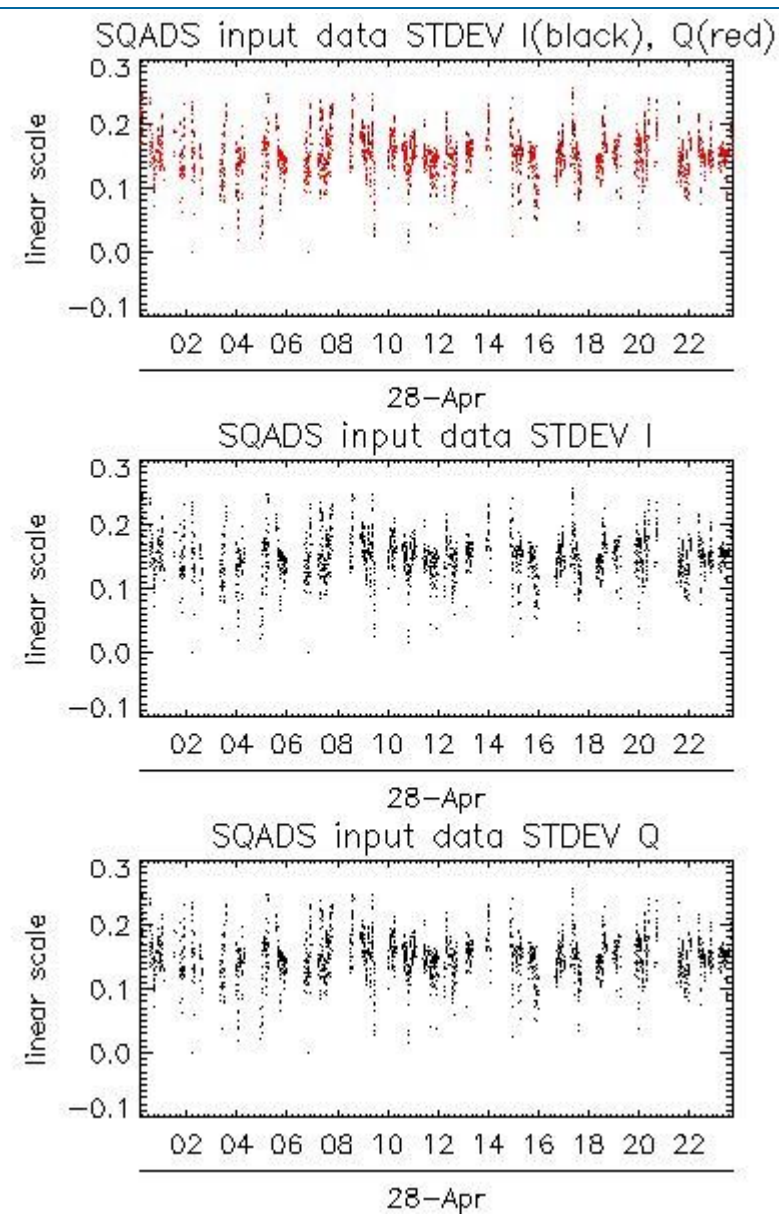 SQADS input data STDEV I(black), Q(red)
0.3
0.2
0.1
0.0
−0.1
linear scale
02 04 06 08 10 12 14 16 18 20 22
28−Apr
SQADS input data STDEV I
0.3
0.2
0.1
0.0
−0.1
linear scale
02 04 06 08 10 12 14 16 18 20 22
28−Apr
SQADS input data STDEV Q
0.3
0.2
0.1
0.0
−0.1
linear scale
02 04 06 08 10 12 14 16 18 20 22
28−Apr